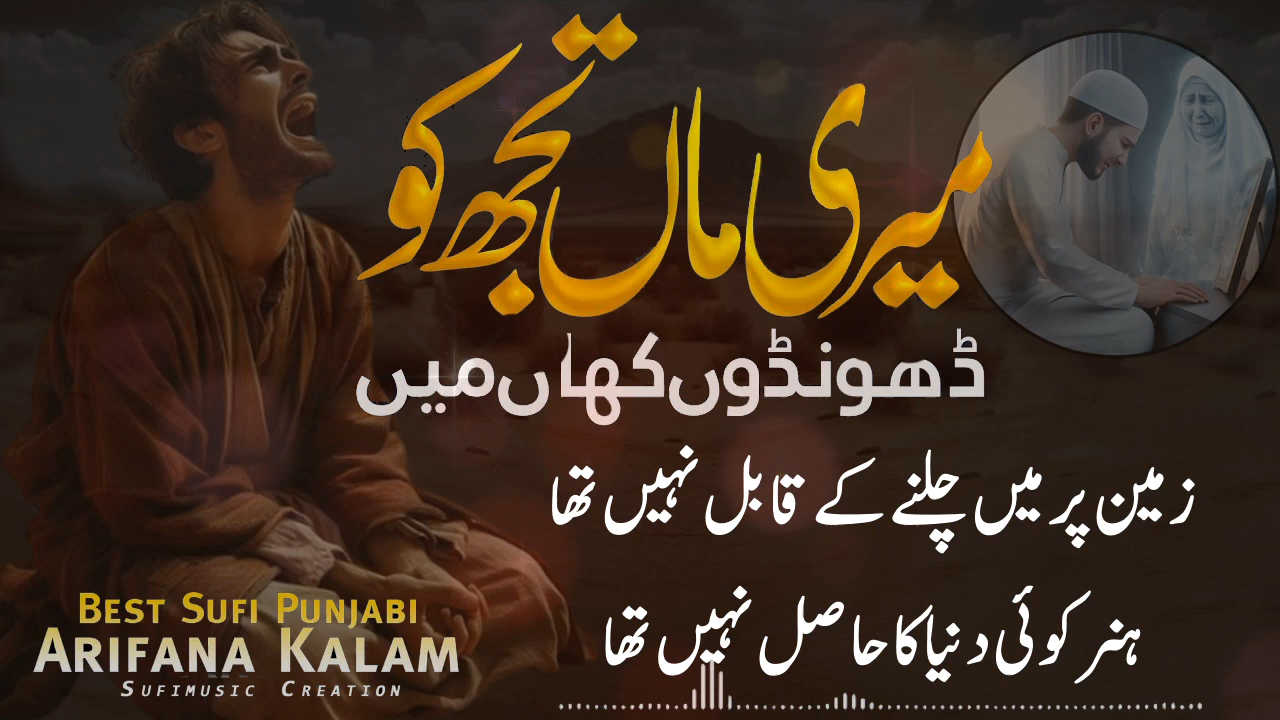 میری ماں تجھ کو
ڈھونڈوں کھاں میں
زمین پر میں چلنے کے قابل نہیں تھا
ہنر کوئی دنیا کا حاصل نہیں تھا
BEST SUFI PUNJABI
ARIFANA KALAM
SUFIMUSIC CREATION